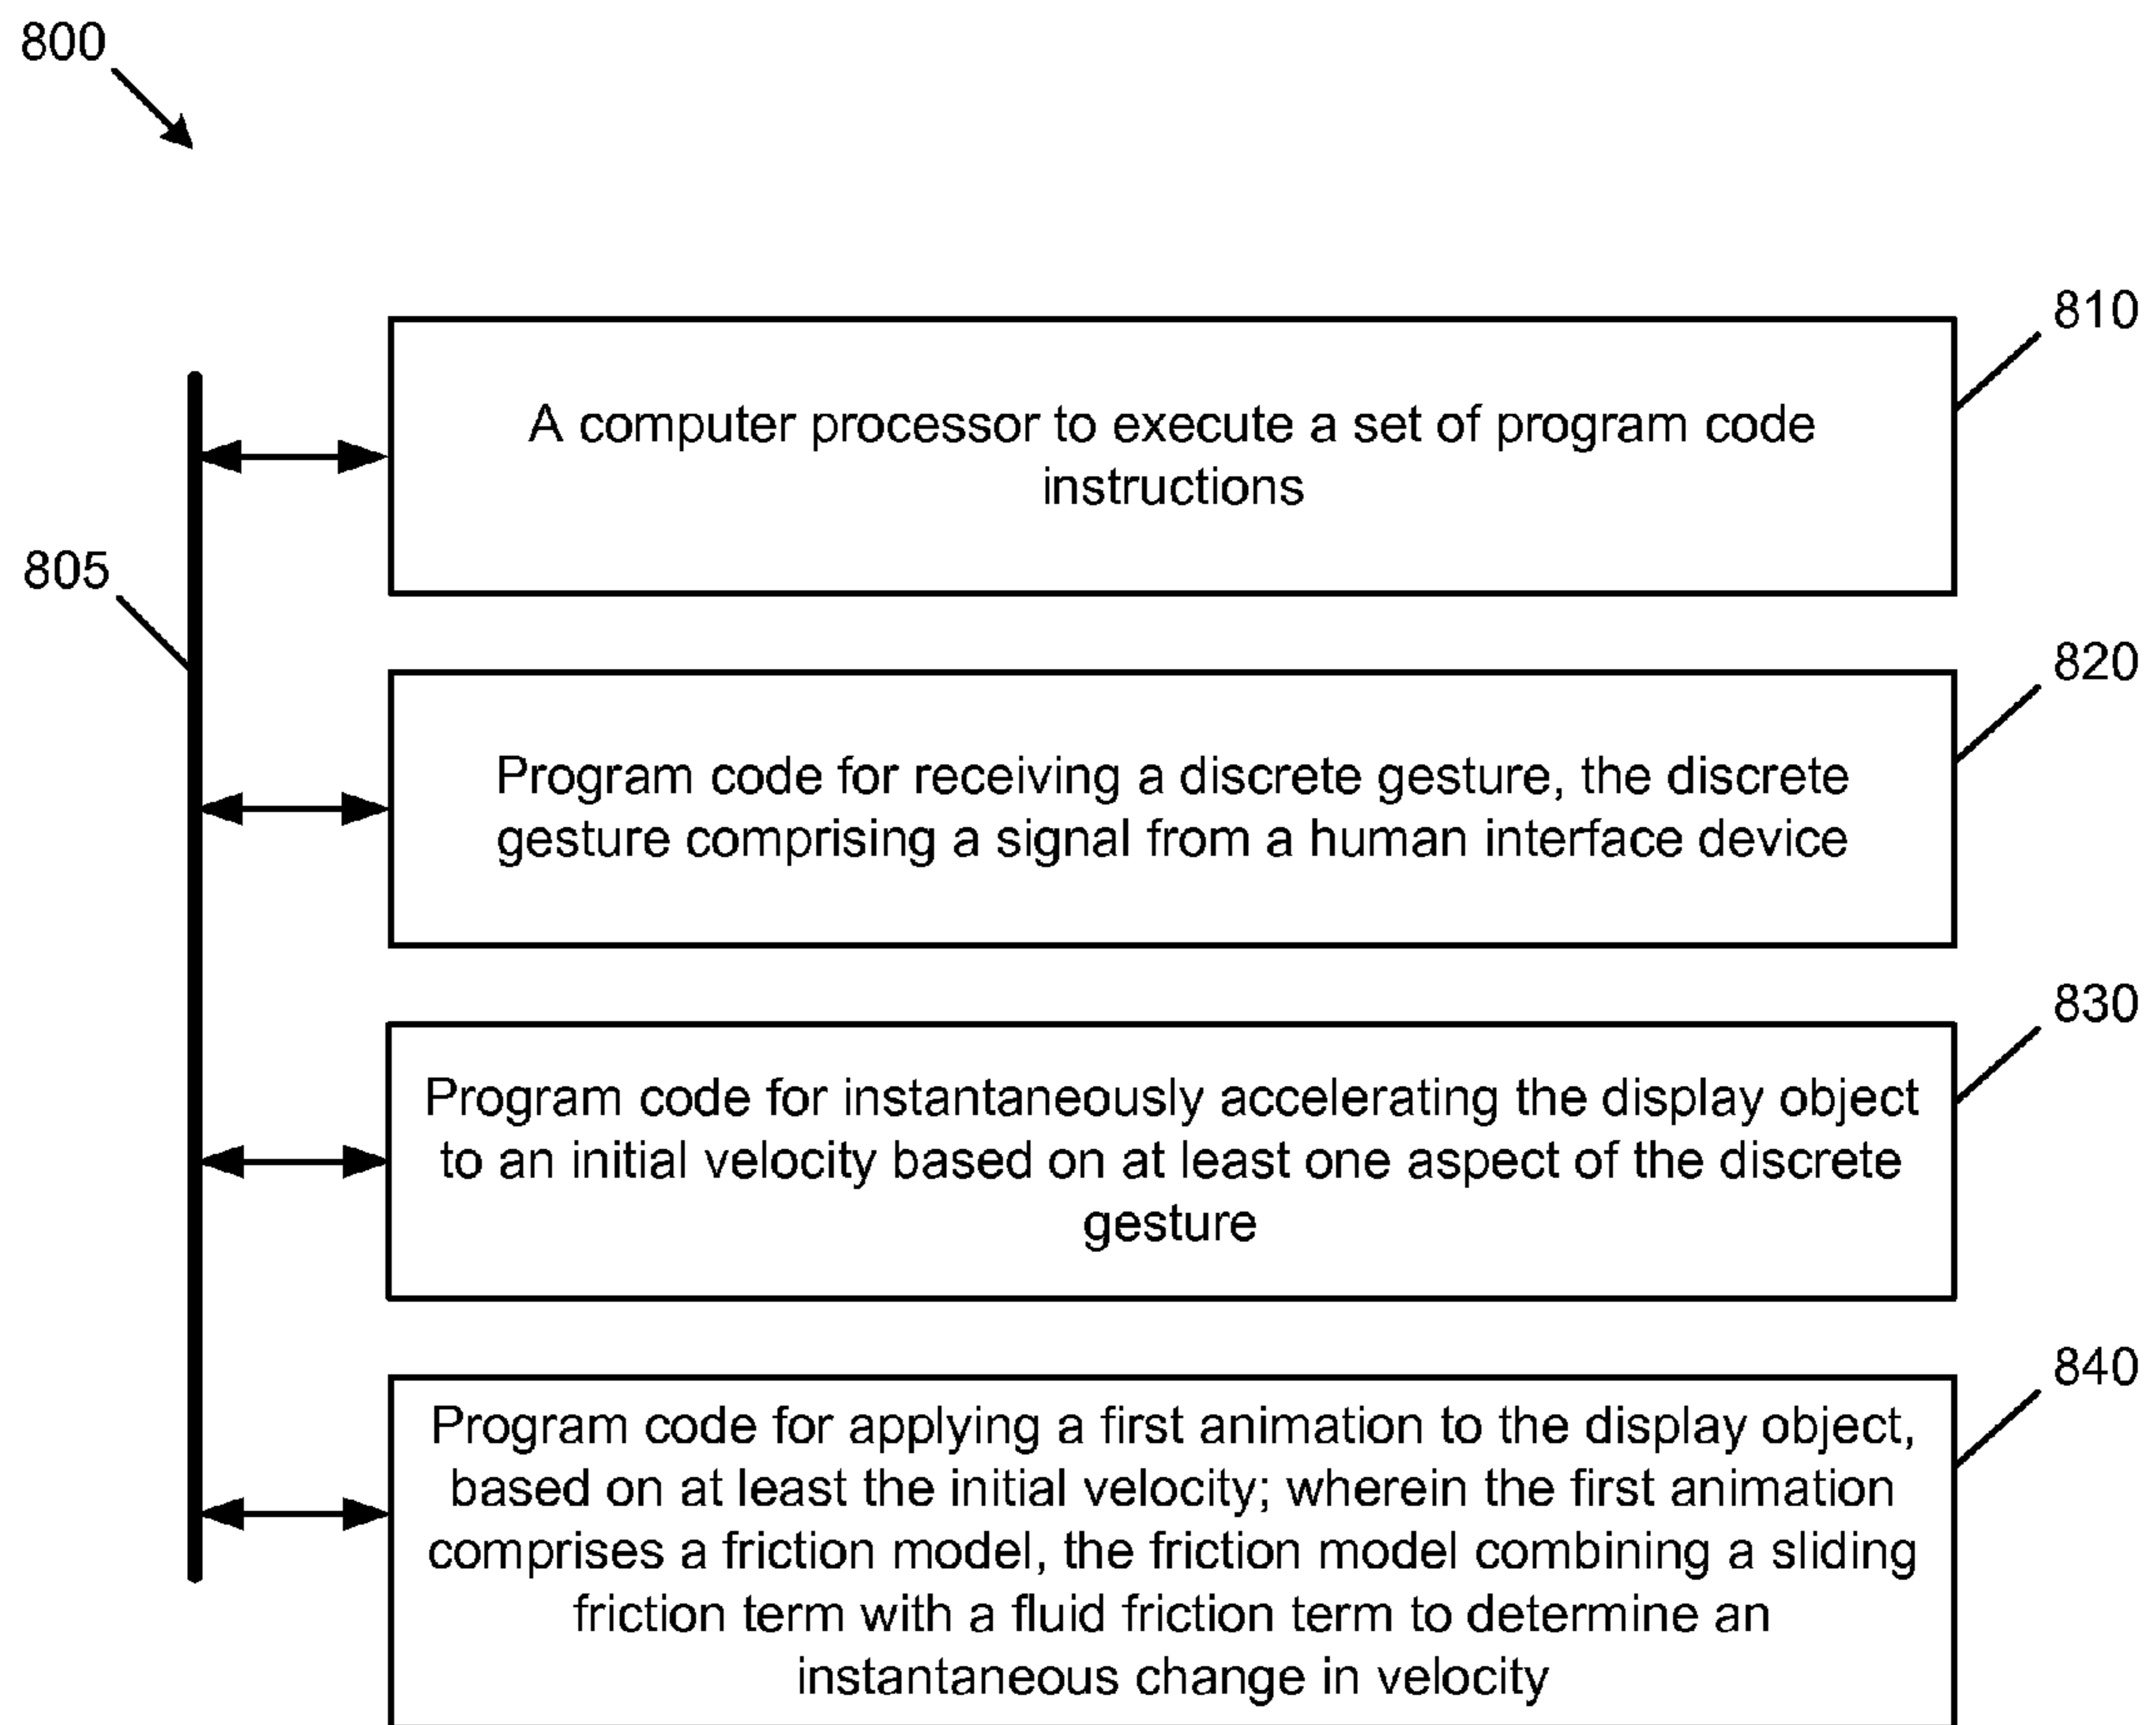 800
810
A computer processor to execute a set of program code
instructions
805
820
Program code for receiving a discrete gesture, the discrete
gesture comprising a signal from a human interface device
830
Program code for instantaneously accelerating the display object
to an initial velocity based on at least one aspect of the discrete
gesture
840
Program code for applying a first animation to the display object,
based on at least the initial velocity; wherein the first animation
comprises a friction model, the friction model combining a sliding
friction term with a fluid friction term to determine an
instantaneous change in velocity